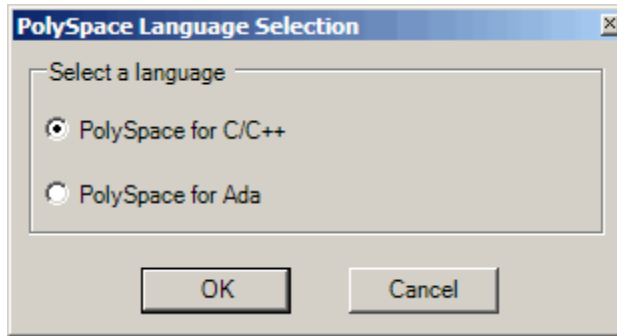 PolySpace Language Selection
Select a language
PolySpace for C/C++
PolySpace for Ada
OK
Cancel